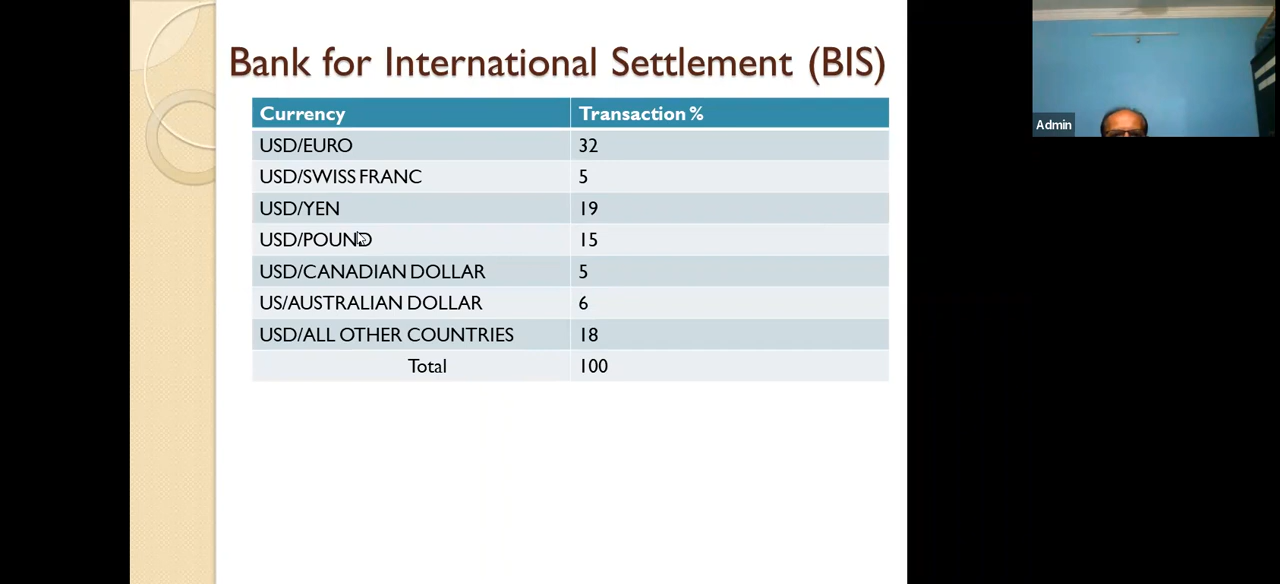 Bank for International Settlement (BIS)
Currency Transaction %
USD/EURO 32
USD/SWISS FRANC 5
USD/YEN 19
USD/POUND 15
USD/CANADIAN DOLLAR 5
US/AUSTRALIAN DOLLAR 6
USD/ALL OTHER COUNTRIES 18
Total 100
Admin